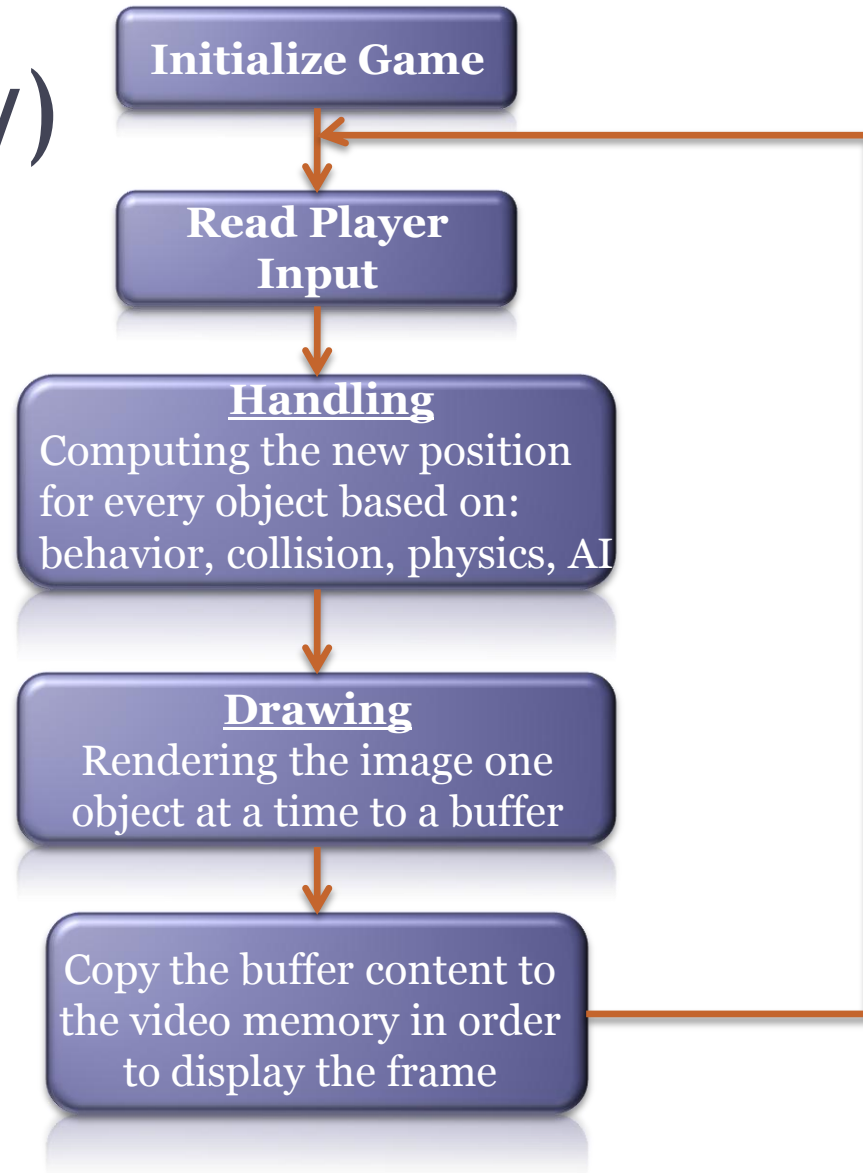 y)
Initialize Game
Read Player
Input
Handling
Computing the new position
for every object based on:
behavior, collision, physics, AI
Drawing
Rendering the image one
object at a time to a buffer
Copy the buffer content to
the video memory in order
to display the frame